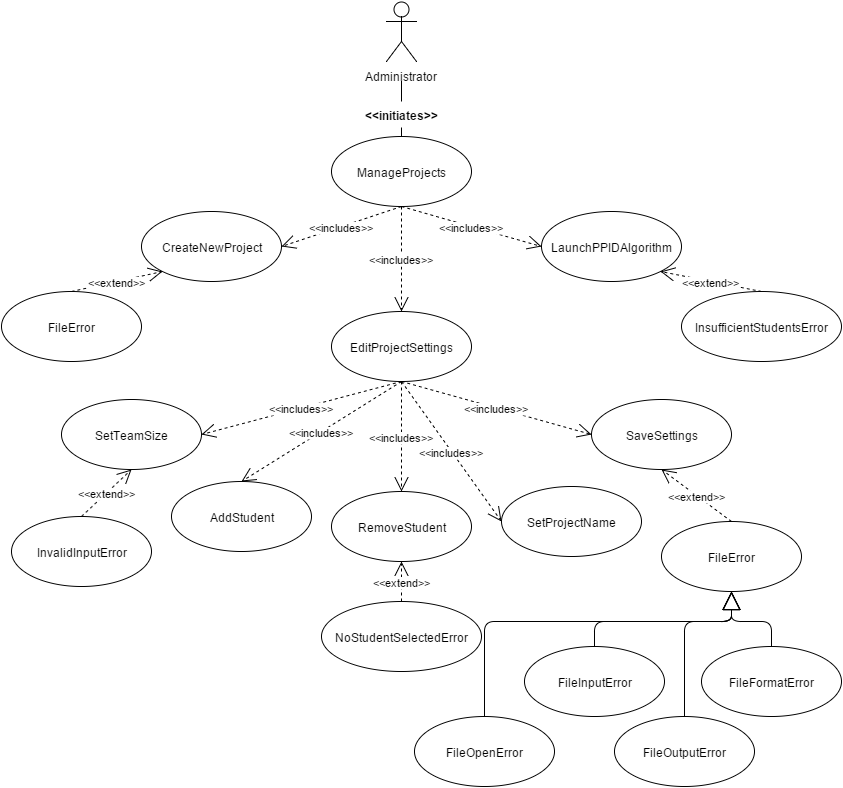 Administrator
<<initiates>>
ManageProjects
<<includes>>
<<includes>>
CreateNewProject
LaunchPPIDAlgorithm
<<includes>>
<<extend>>
<<extend>>
FileError
InsufficientStudentsError
EditProjectSettings
<<includes>>
<<includes>>
SetTeamSize
<<includes>>
SaveSettings
<<includes>>
<<includes>>
<<extend>>
<<extend>>
AddStudent
RemoveStudent
SetProjectName
InvalidInputError
FileError
<<extend>>
NoStudentSelectedError
FileInputError
FileFormatError
FileOpenError
FileOutputError